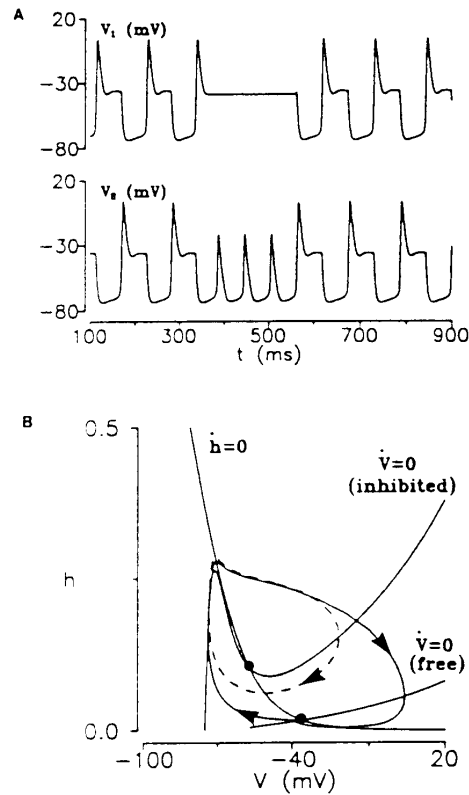 A
V₁ (mV)
20
-30
-80
V₂ (mV)
20
-30
-80
100 300 500 700 900
t (ms)
B
0.5
ḣ=0
V̇=0
(inhibited)
h
V̇=0
(free)
0.0
-100 -40 20
V (mV)